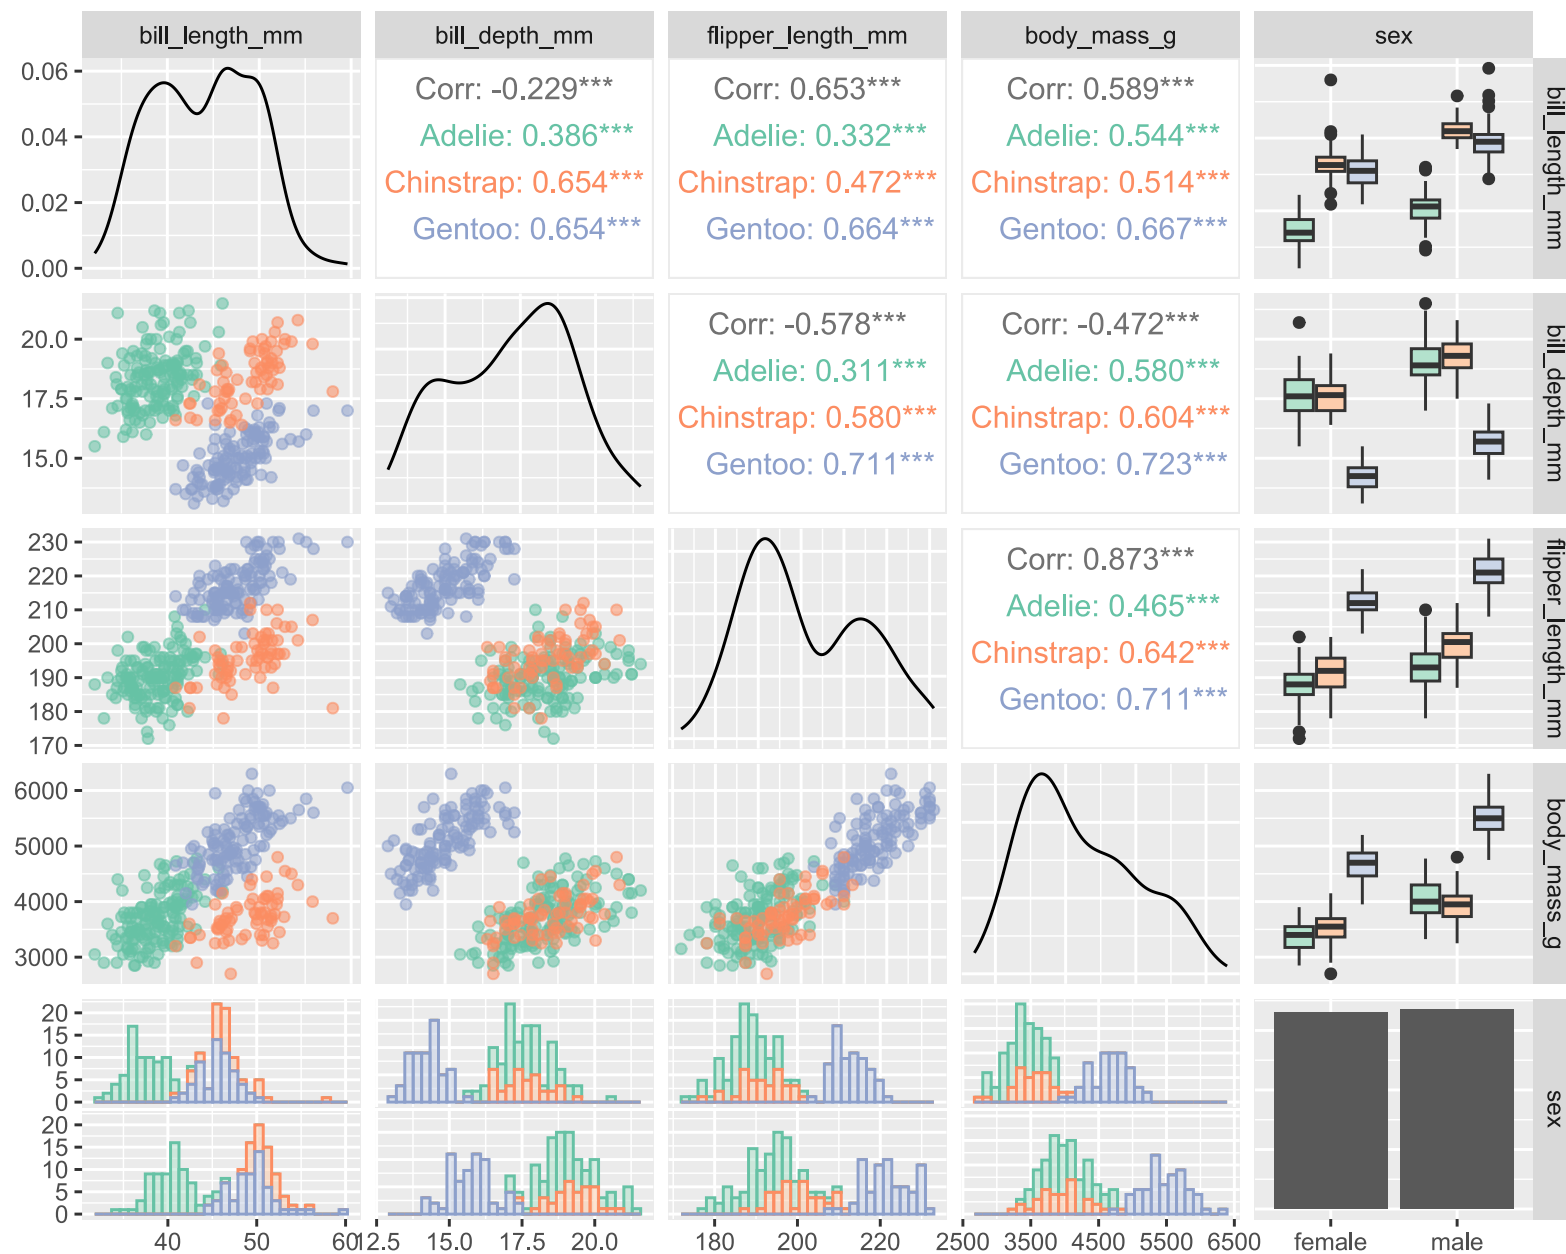 bill_length_mm
bill_depth_mm
flipper_length_mm
body_mass_g
sex
0.06
0.04
0.02
0.00
Corr: -0.229***
Adelie: 0.386***
Chinstrap: 0.654***
Gentoo: 0.654***
Corr: 0.653***
Adelie: 0.332***
Chinstrap: 0.472***
Gentoo: 0.664***
Corr: 0.589***
Adelie: 0.544***
Chinstrap: 0.514***
Gentoo: 0.667***
bill_length_mm
20.0
17.5
15.0
Corr: -0.578***
Adelie: 0.311***
Chinstrap: 0.580***
Gentoo: 0.711***
Corr: -0.472***
Adelie: 0.580***
Chinstrap: 0.604***
Gentoo: 0.723***
bill_depth_mm
230
220
210
200
190
180
170
Corr: 0.873***
Adelie: 0.465***
Chinstrap: 0.642***
Gentoo: 0.711***
flipper_length_mm
6000
5000
4000
3000
body_mass_g
20
15
10
5
0
20
15
10
5
0
sex
40
50
60
12.5
15.0
17.5
20.0
180
200
220
2500
3500
4500
5500
6500
female
male